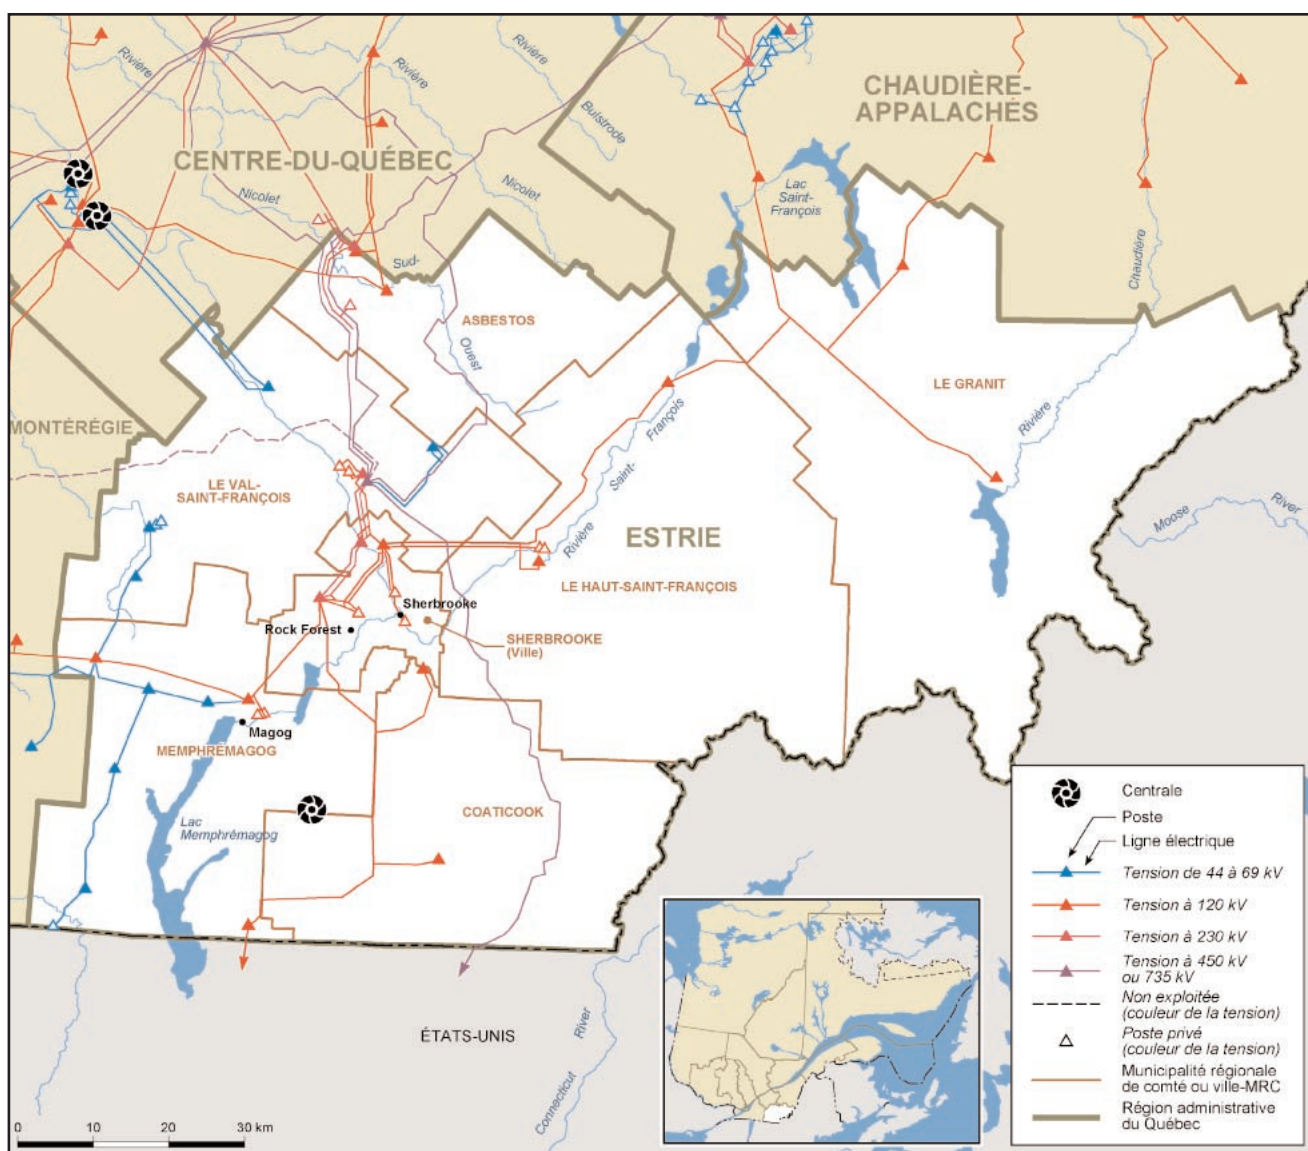 CHAUDIÈRE-
APPALACHES
CENTRE-DU-QUÉBEC
Rivière
Rivière
Rivière
Bulstrode
Nicolet
Nicolet
Sud-
Ouest
Lac
Saint-
François
Chaudière
Rivière
ASBESTOS
LE GRANIT
MONTÉRÉGIE
LE VAL-
SAINT-FRANÇOIS
François
Saint-
Rivière
ESTRIE
LE HAUT-SAINT-FRANÇOIS
Moose
River
Sherbrooke
Rock Forest
SHERBROOKE
(Ville)
Magog
MEMPHRÉMAGOG
Lac
Memphrémagog
COATICOOK
ÉTATS-UNIS
Connecticut
River
Centrale
Poste
Ligne électrique
Tension de 44 à 69 kV
Tension à 120 kV
Tension à 230 kV
Tension à 450 kV
ou 735 kV
Non exploitée
(couleur de la tension)
Poste privé
(couleur de la tension)
Municipalité régionale
de comté ou ville-MRC
Région administrative
du Québec
0 10 20 30 km